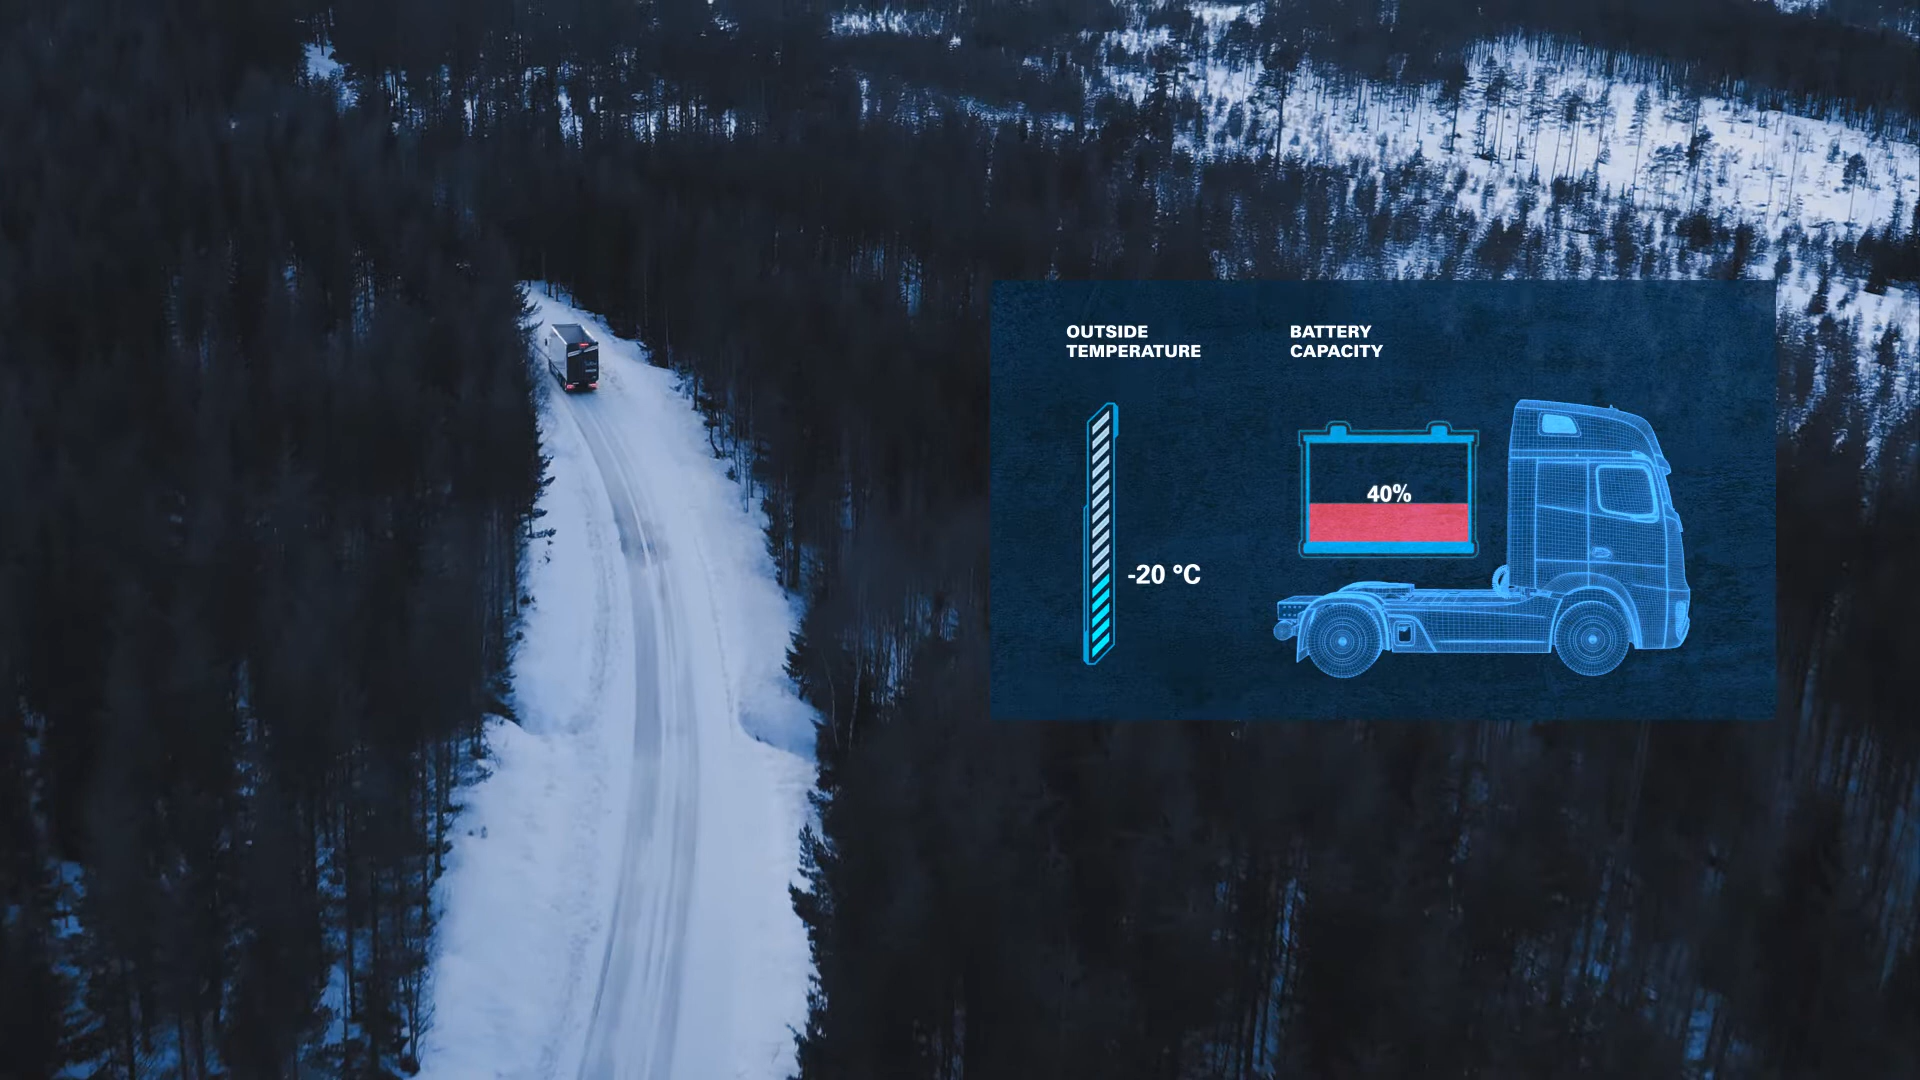 OUTSIDE
TEMPERATURE
BATTERY
CAPACITY
40%
-20 °C